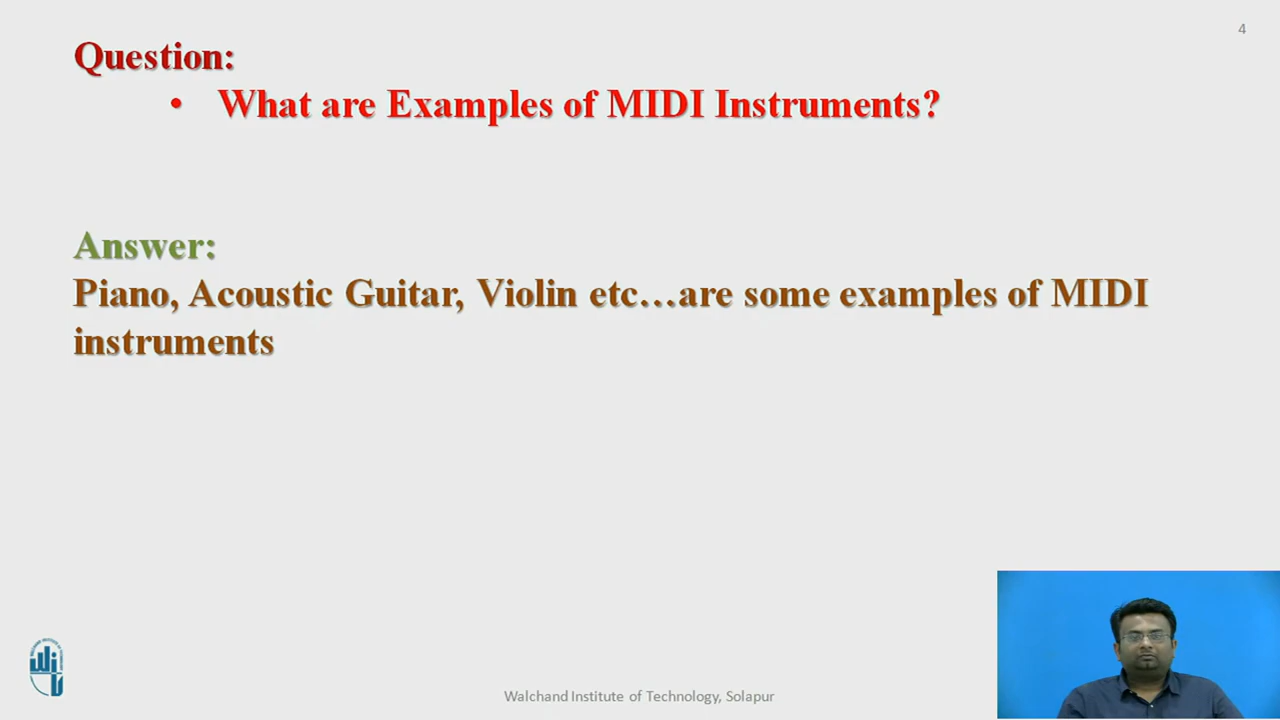 4
Question:
• What are Examples of MIDI Instruments?
Answer:
Piano, Acoustic Guitar, Violin etc…are some examples of MIDI
instruments
Walchand Institute of Technology, Solapur